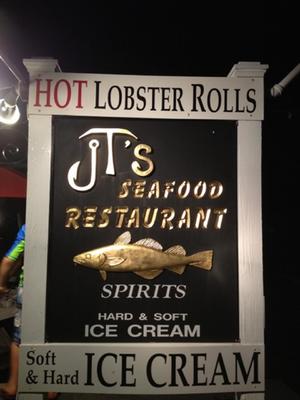 HOT LOBSTER ROLLS
JT'S
SEAFOOD
RESTAURANT
SPIRITS
HARD & SOFT
ICE CREAM
Soft
& Hard ICE CREAM